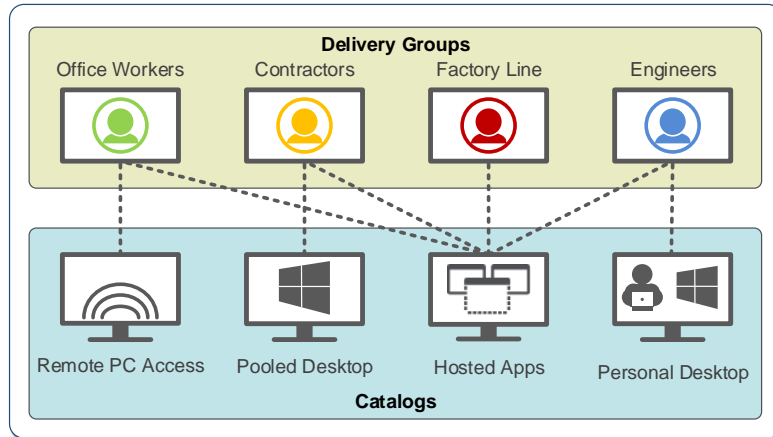 Delivery Groups
Office Workers
Contractors
Factory Line
Engineers
Remote PC Access
Pooled Desktop
Hosted Apps
Personal Desktop
Catalogs